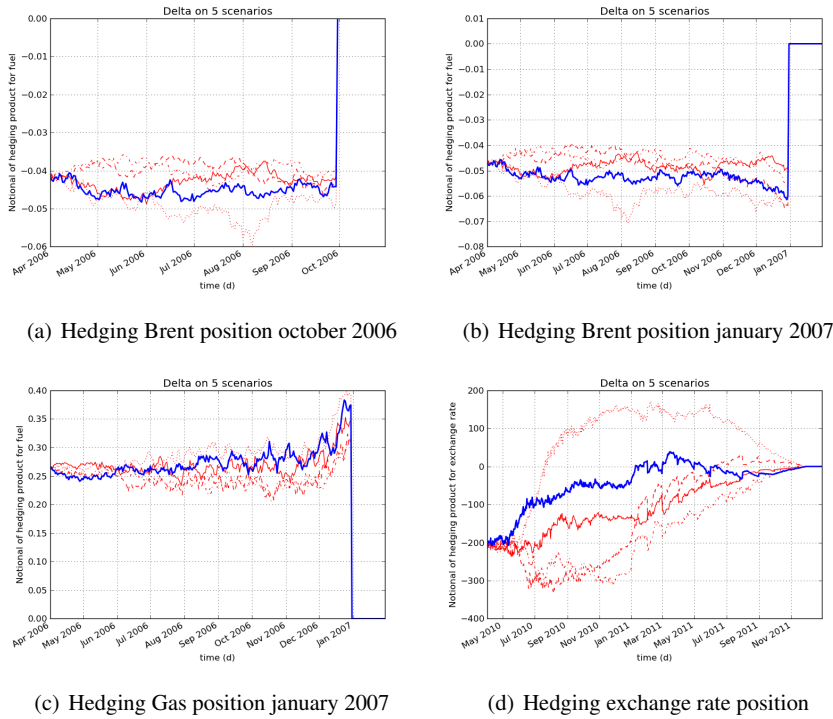 Delta on 5 scenarios
Notionnal of hedging product for fuel
0.00
−0.01
−0.02
−0.03
−0.04
−0.05
−0.06
Apr 2006
May 2006
Jun 2006
Jul 2006
Aug 2006
Sep 2006
Oct 2006
time (d)
(a) Hedging Brent position october 2006
Delta on 5 scenarios
Notionnal of hedging product for fuel
0.01
0.00
−0.01
−0.02
−0.03
−0.04
−0.05
−0.06
−0.07
−0.08
Apr 2006
May 2006
Jun 2006
Jul 2006
Aug 2006
Sep 2006
Oct 2006
Nov 2006
Dec 2006
Jan 2007
time (d)
(b) Hedging Brent position january 2007
Delta on 5 scenarios
Notionnal of hedging product for fuel
0.40
0.35
0.30
0.25
0.20
0.15
0.10
0.05
0.00
Apr 2006
May 2006
Jun 2006
Jul 2006
Aug 2006
Sep 2006
Oct 2006
Nov 2006
Dec 2006
Jan 2007
time (d)
(c) Hedging Gas position january 2007
Delta on 5 scenarios
Notionnal of hedging product for exchange rate
200
100
0
−100
−200
−300
−400
May 2010
Jul 2010
Sep 2010
Nov 2010
Jan 2011
Mar 2011
May 2011
Jul 2011
Sep 2011
Nov 2011
time (d)
(d) Hedging exchange rate position